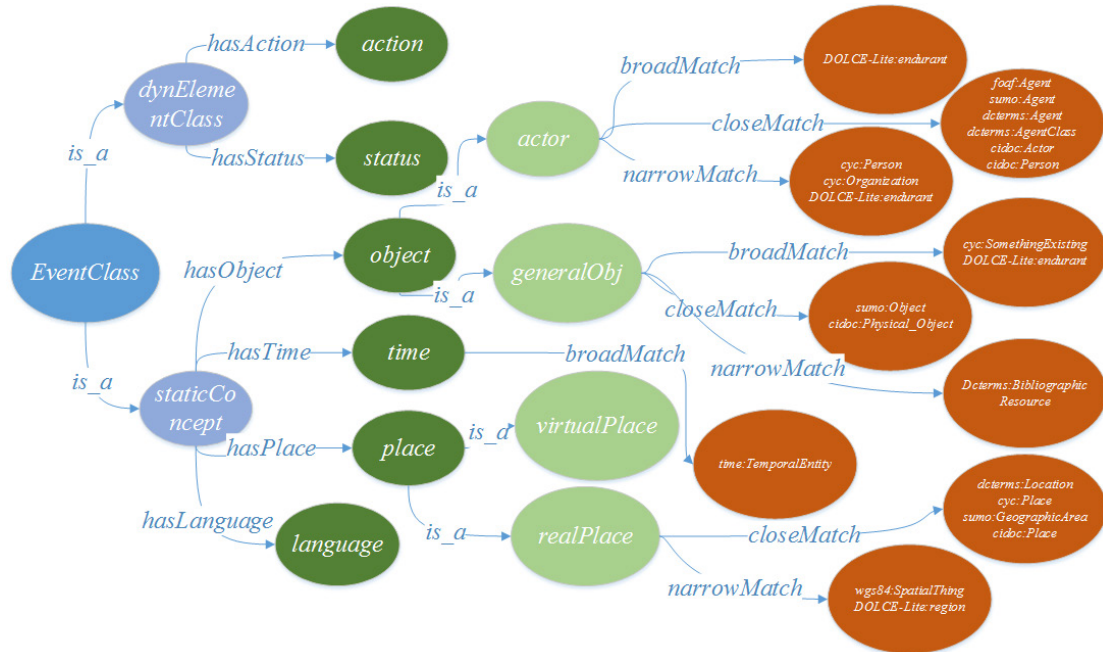 hasAction
action
dynEleme
ntClass
is_a
hasStatus
status
EventClass
is_a
staticCo
ncept
hasObject
object
is_a
actor
broadMatch
DOLCE-Lite:endurant
closeMatch
foaf:Agent
sumo:Agent
dcterms:Agent
dcterms:AgentClass
cidoc:Actor
cidoc:Person
narrowMatch
cyc:Person
cyc:Organization
DOLCE-Lite:endurant
is_a
generalObj
broadMatch
cyc:SomethingExisting
DOLCE-Lite:endurant
closeMatch
sumo:Object
cidoc:Physical_Object
narrowMatch
Dcterms:Bibliographic
Resource
hasTime
time
broadMatch
time:TemporalEntity
hasPlace
place
is_a
virtualPlace
is_a
realPlace
closeMatch
dcterms:Location
cyc:Place
sumo:GeographicArea
cidoc:Place
narrowMatch
wgs84:SpatialThing
DOLCE-Lite:region
hasLanguage
language